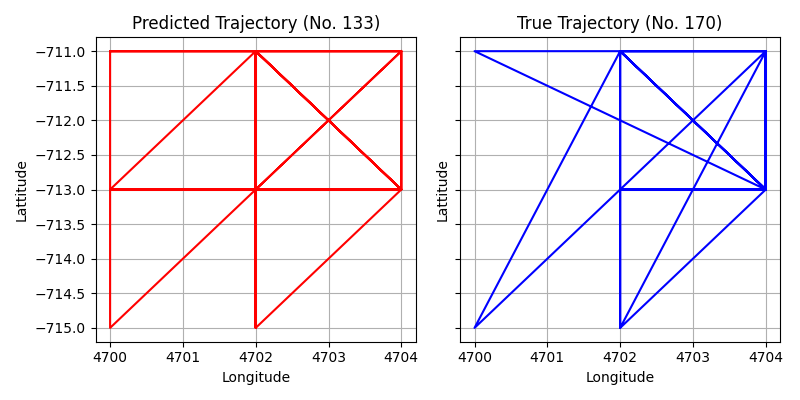 Predicted Trajectory (No. 133)
−711.0
−711.5
−712.0
−712.5
−713.0
−713.5
−714.0
−714.5
−715.0
Lattitude
4700 4701 4702 4703 4704
Longitude
True Trajectory (No. 170)
Lattitude
4700 4701 4702 4703 4704
Longitude